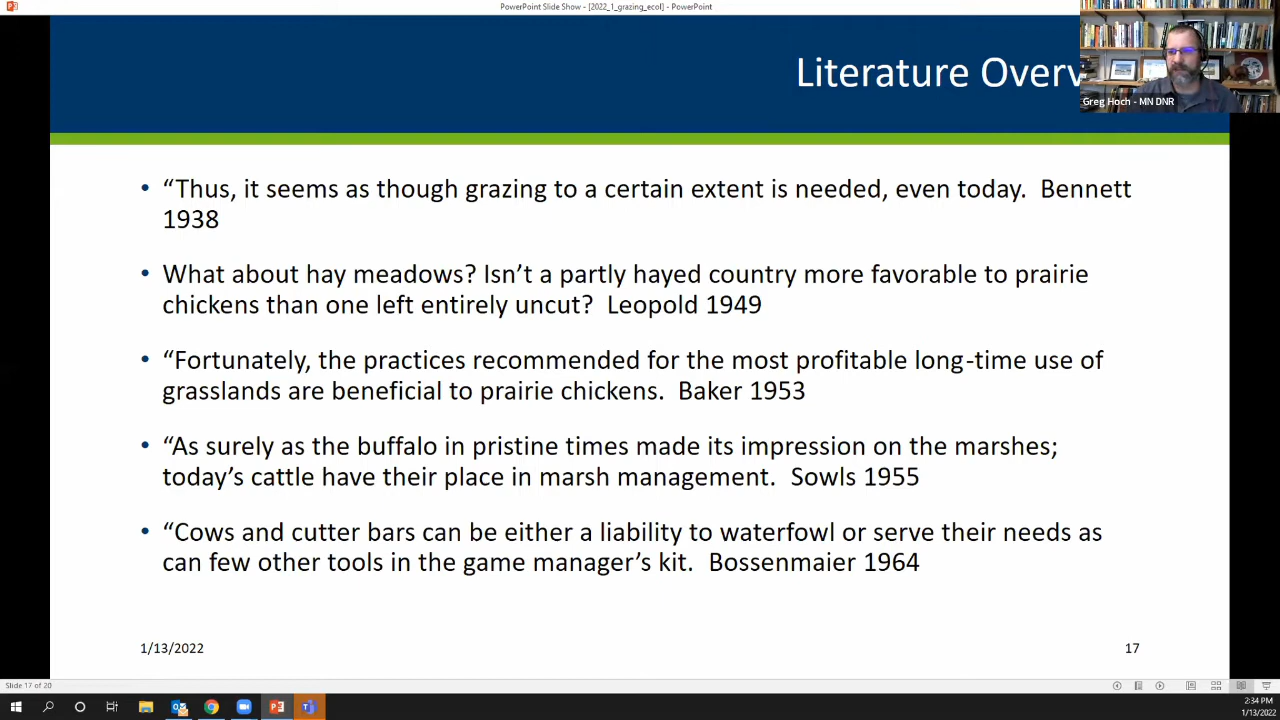 PowerPoint Slide Show - [2022_1_grazing_ecol] - PowerPoint
Literature Overv
Greg Hoch - MN DNR
• “Thus, it seems as though grazing to a certain extent is needed, even today.  Bennett
1938
• What about hay meadows? Isn’t a partly hayed country more favorable to prairie
chickens than one left entirely uncut?  Leopold 1949
• “Fortunately, the practices recommended for the most profitable long-time use of
grasslands are beneficial to prairie chickens.  Baker 1953
• “As surely as the buffalo in pristine times made its impression on the marshes;
today’s cattle have their place in marsh management.  Sowls 1955
• “Cows and cutter bars can be either a liability to waterfowl or serve their needs as
can few other tools in the game manager’s kit.  Bossenmaier 1964
1/13/2022
17
Slide 17 of 20
2:34 PM
1/13/2022